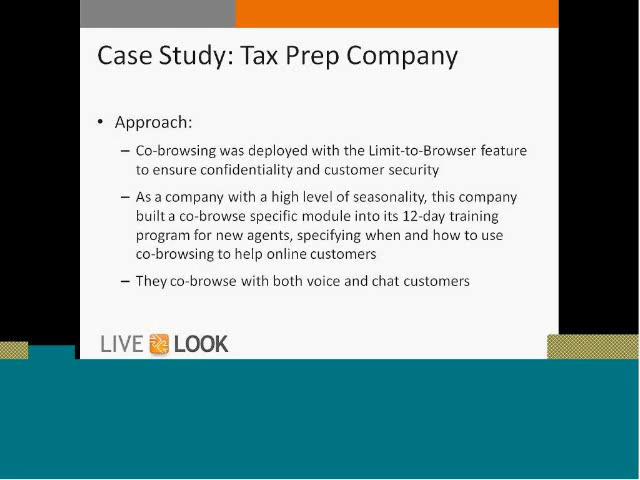 Case Study: Tax Prep Company
• Approach:
– Co-browsing was deployed with the Limit-to-Browser feature
to ensure confidentiality and customer security
– As a company with a high level of seasonality, this company
built a co-browse specific module into its 12-day training
program for new agents, specifying when and how to use
co-browsing to help online customers
– They co-browse with both voice and chat customers
LIVE LOOK